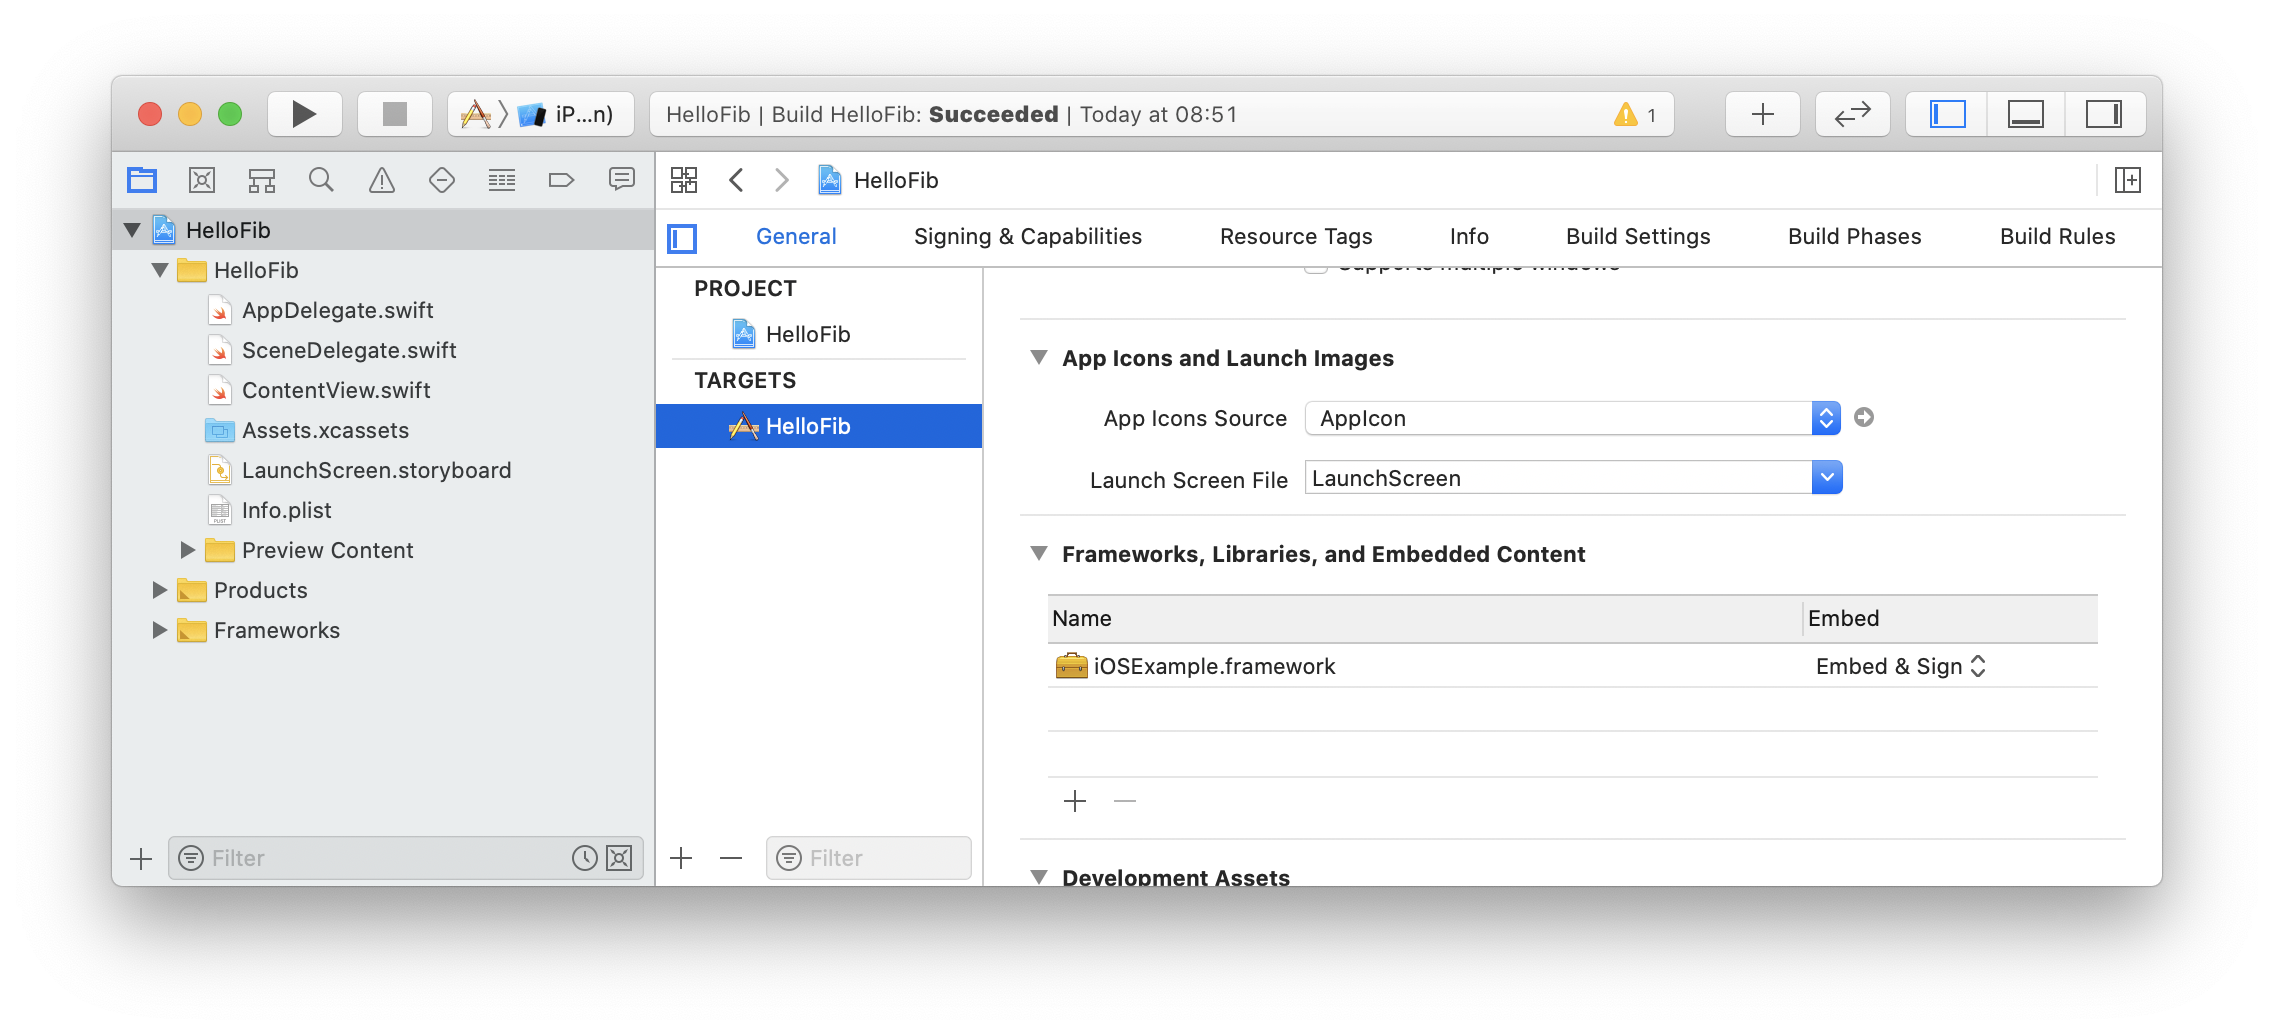 iP...n)
HelloFib | Build HelloFib: Succeeded | Today at 08:51
1
HelloFib
HelloFib
AppDelegate.swift
SceneDelegate.swift
ContentView.swift
Assets.xcassets
LaunchScreen.storyboard
Info.plist
Preview Content
Products
Frameworks
Filter
HelloFib
General Signing & Capabilities Resource Tags Info Build Settings Build Phases Build Rules
PROJECT
HelloFib
TARGETS
HelloFib
Filter
Supports multiple windows
App Icons and Launch Images
App Icons Source AppIcon
Launch Screen File LaunchScreen
Frameworks, Libraries, and Embedded Content
Name Embed
iOSExample.framework Embed & Sign
Development Assets